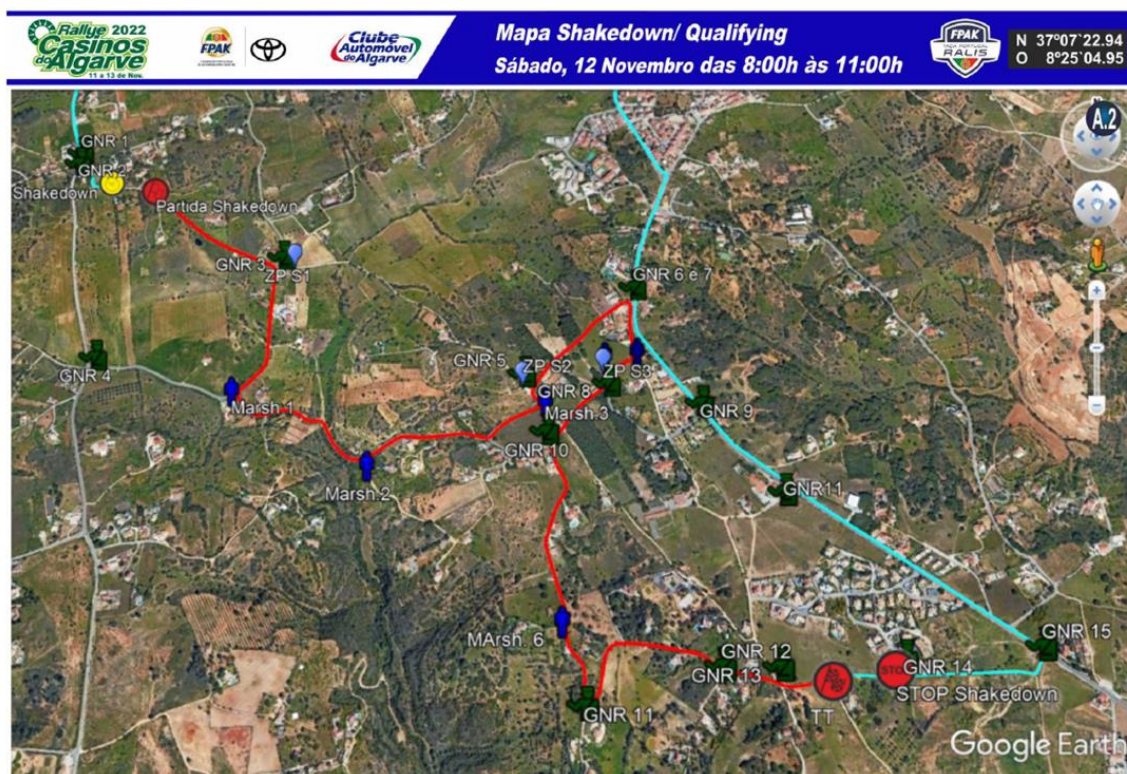 Rallye 2022
Casinos
do Algarve
11 a 13 de Nov.
FPAK
TOYOTA
Clube
Automóvel
do Algarve
Mapa Shakedown/ Qualifying
Sábado, 12 Novembro das 8:00h às 11:00h
FPAK
TAÇA PORTUGAL
RALIS
N 37º07`22.94
O 8º25`04.95
A.2
GNR 1
GNR 2
Shakedown
Partida Shakedown
GNR 3
ZP S1
GNR 6 e 7
GNR 4
GNR 5
ZP S2
ZP S3
Marsh.1
GNR 8
Marsh.3
GNR 9
GNR 10
Marsh.2
GNR11
MArsh. 6
GNR 15
GNR 12
GNR 13
GNR 14
STOP
STOP Shakedown
GNR 11
TT
Google Earth